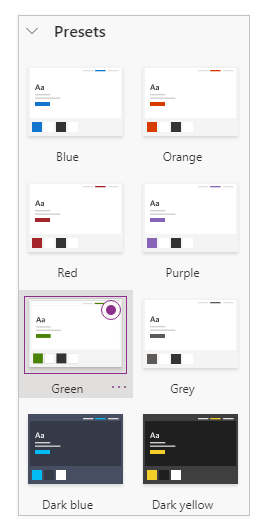 Presets
Aa
Aa
Blue
Orange
Aa
Aa
Red
Purple
Aa
Aa
Green
Grey
Aa
Aa
Dark blue
Dark yellow